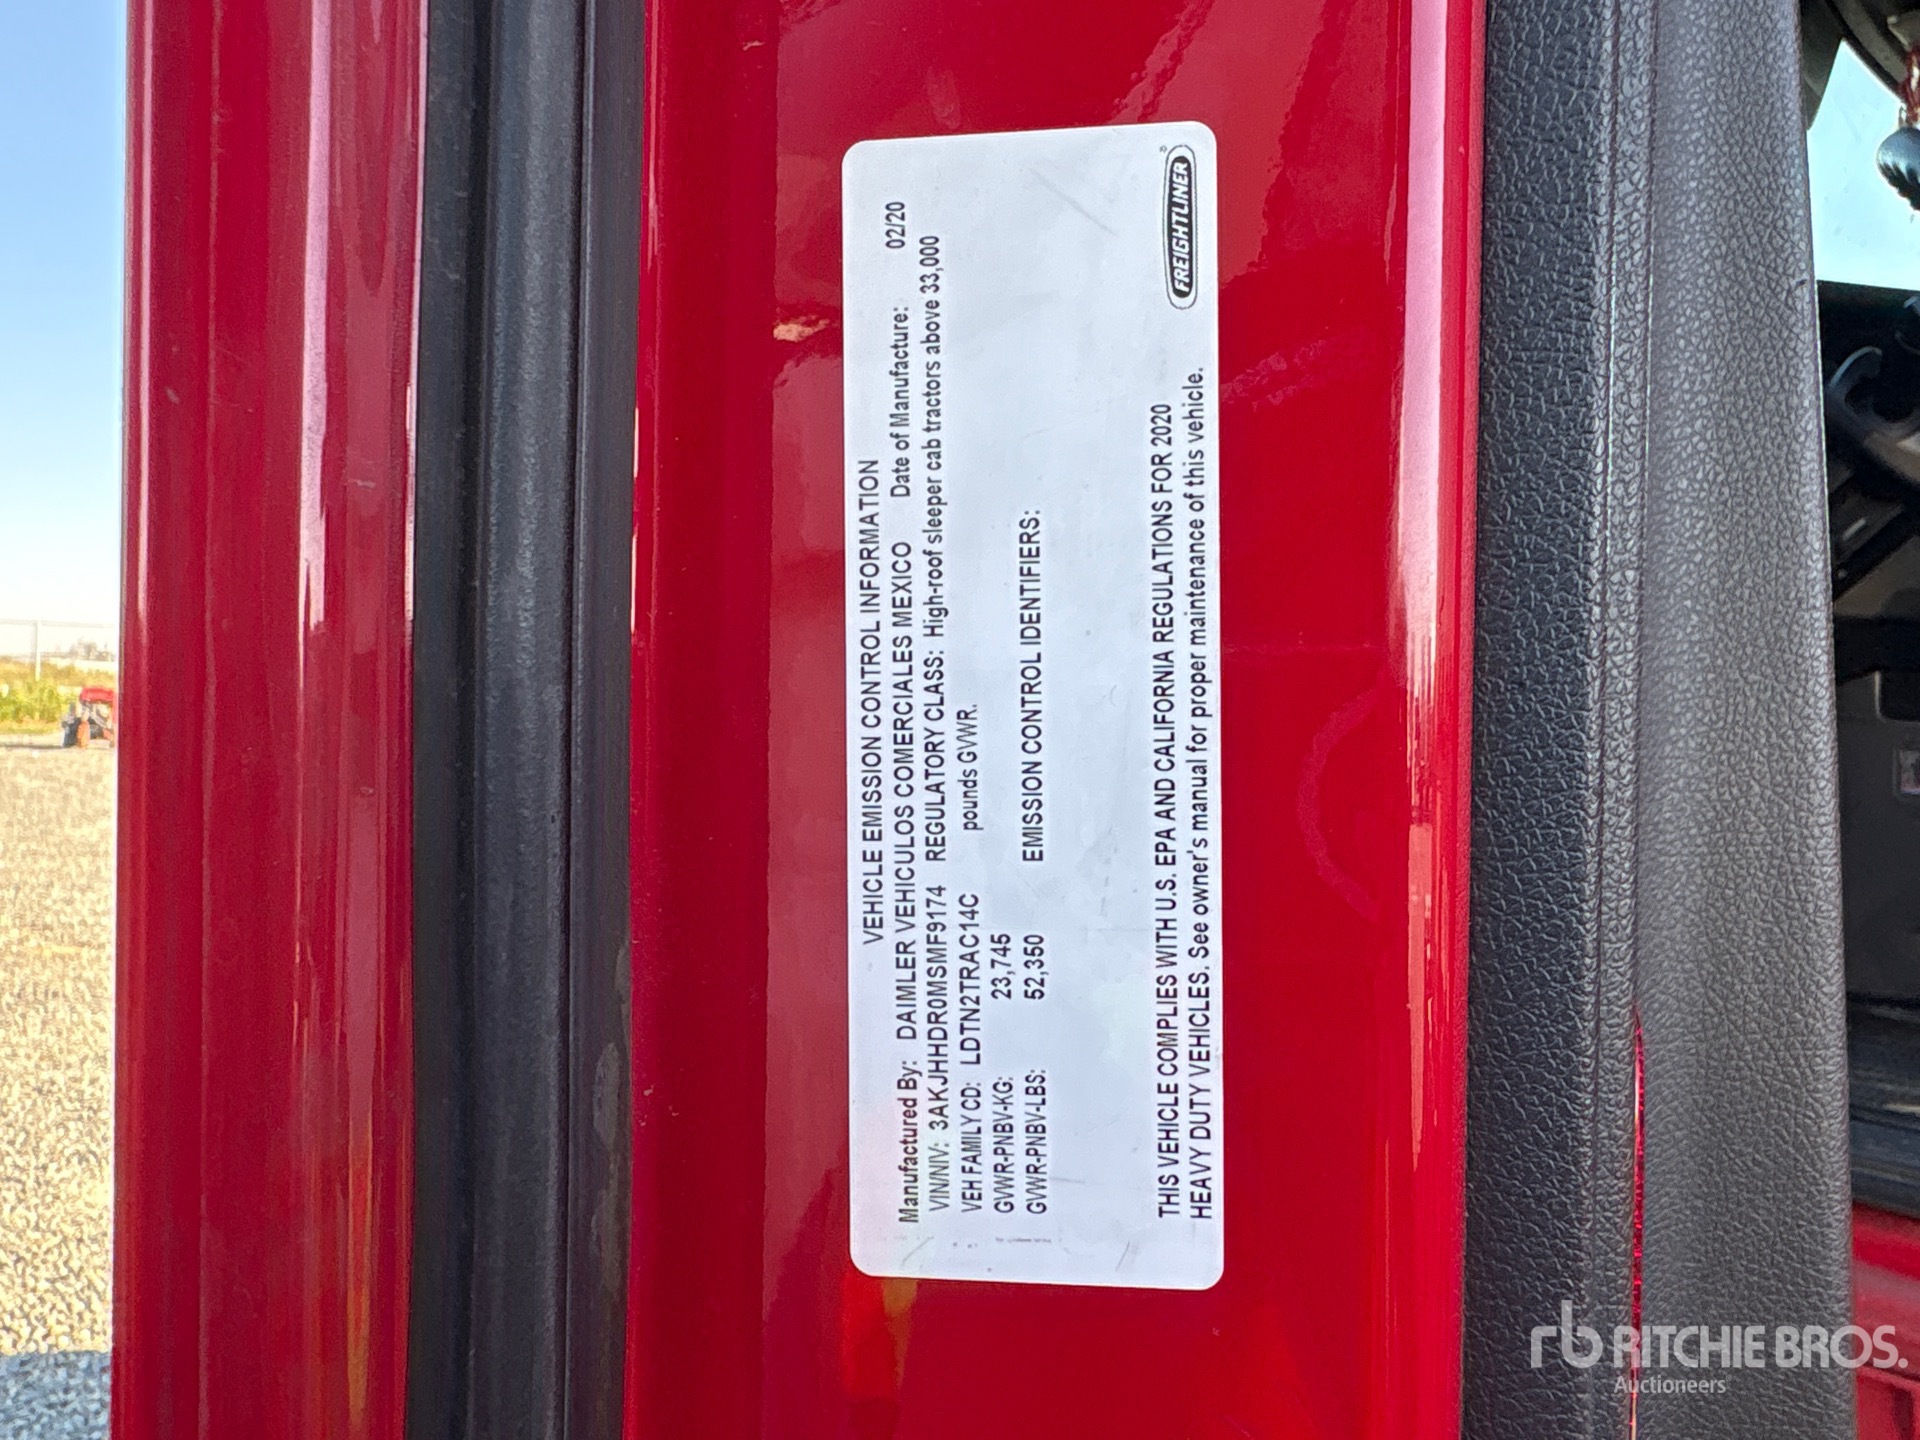 FREIGHTLINER
VEHICLE EMISSION CONTROL INFORMATION
Manufactured By: DAIMLER VEHICULOS COMERCIALES MEXICO Date of Manufacture: 02/20
VIN/NIV: 3AKJHHDR0MSMF9174 REGULATORY CLASS: High-roof sleeper cab tractors above 33,000
VEH FAMILY CD: LDTN2TRAC14C pounds GVWR.
GVWR-PNBV-KG: 23,745
GVWR-PNBV-LBS: 52,350 EMISSION CONTROL IDENTIFIERS:
THIS VEHICLE COMPLIES WITH U.S. EPA AND CALIFORNIA REGULATIONS FOR 2020
HEAVY DUTY VEHICLES. See owner's manual for proper maintenance of this vehicle.
rb RITCHIE BROS.
Auctioneers